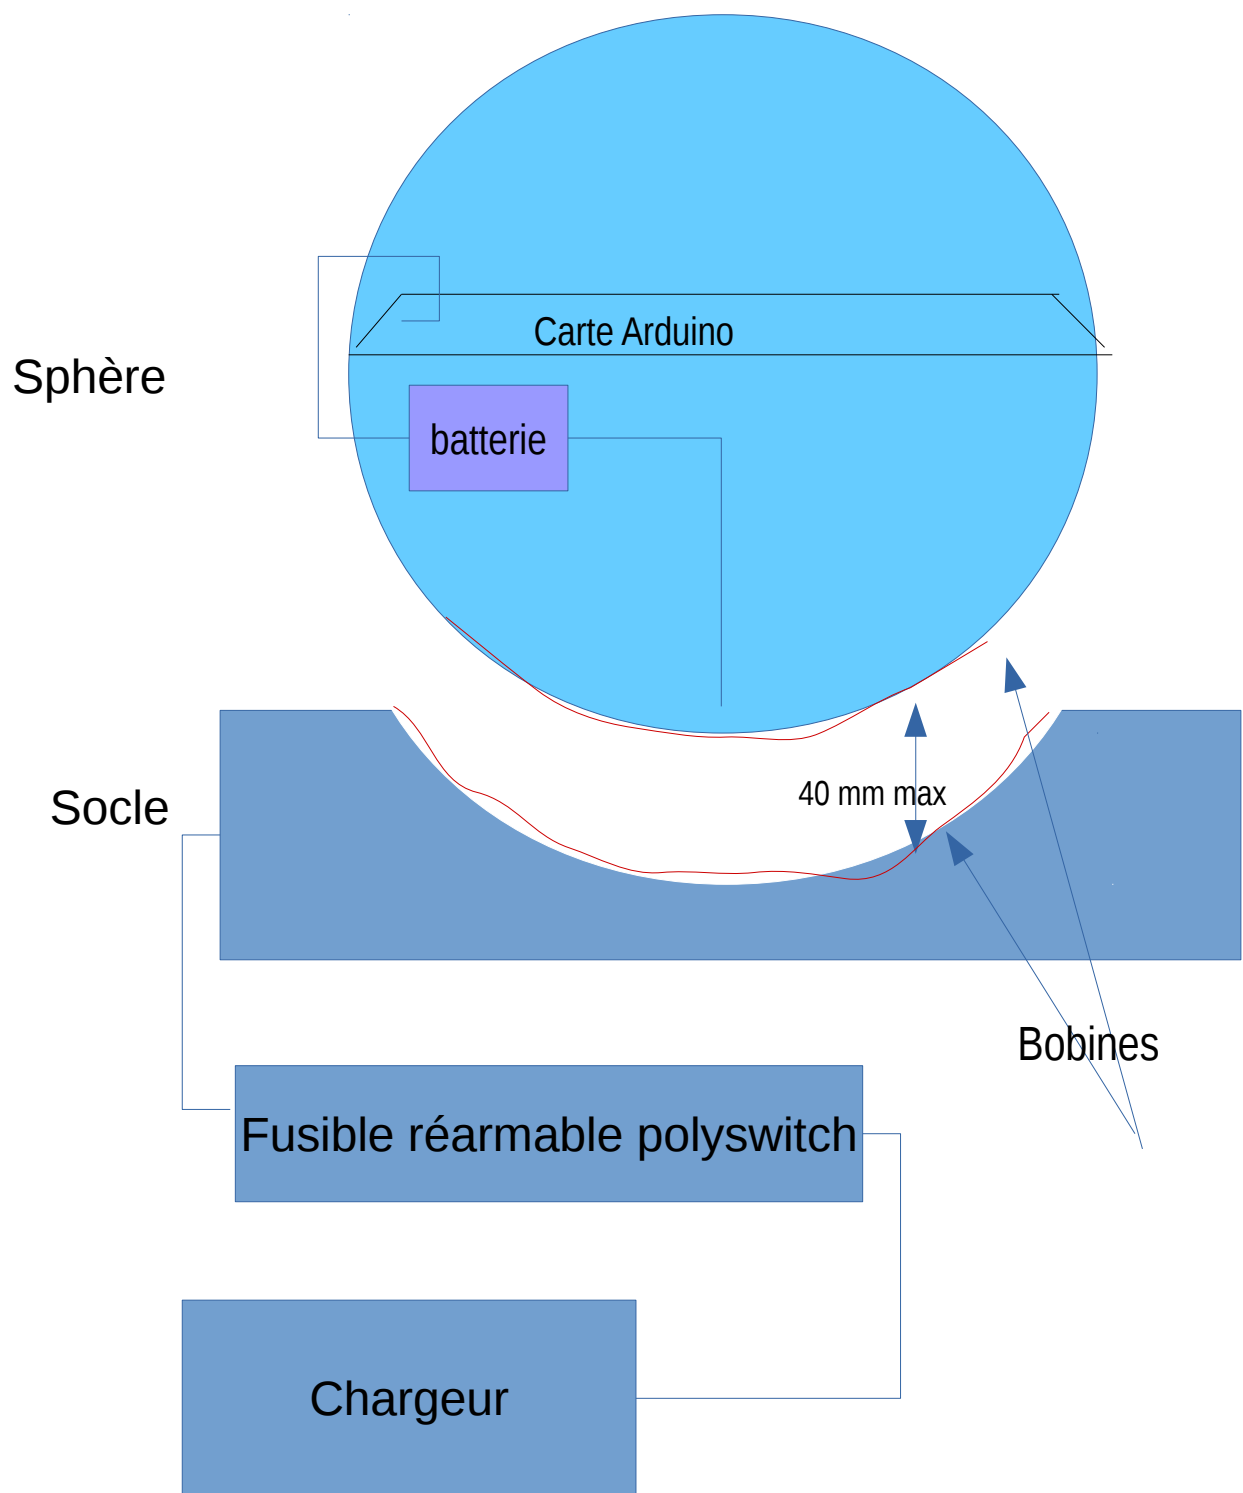 Carte Arduino
Sphère
batterie
40 mm max
Socle
Bobines
Fusible réarmable polyswitch
Chargeur